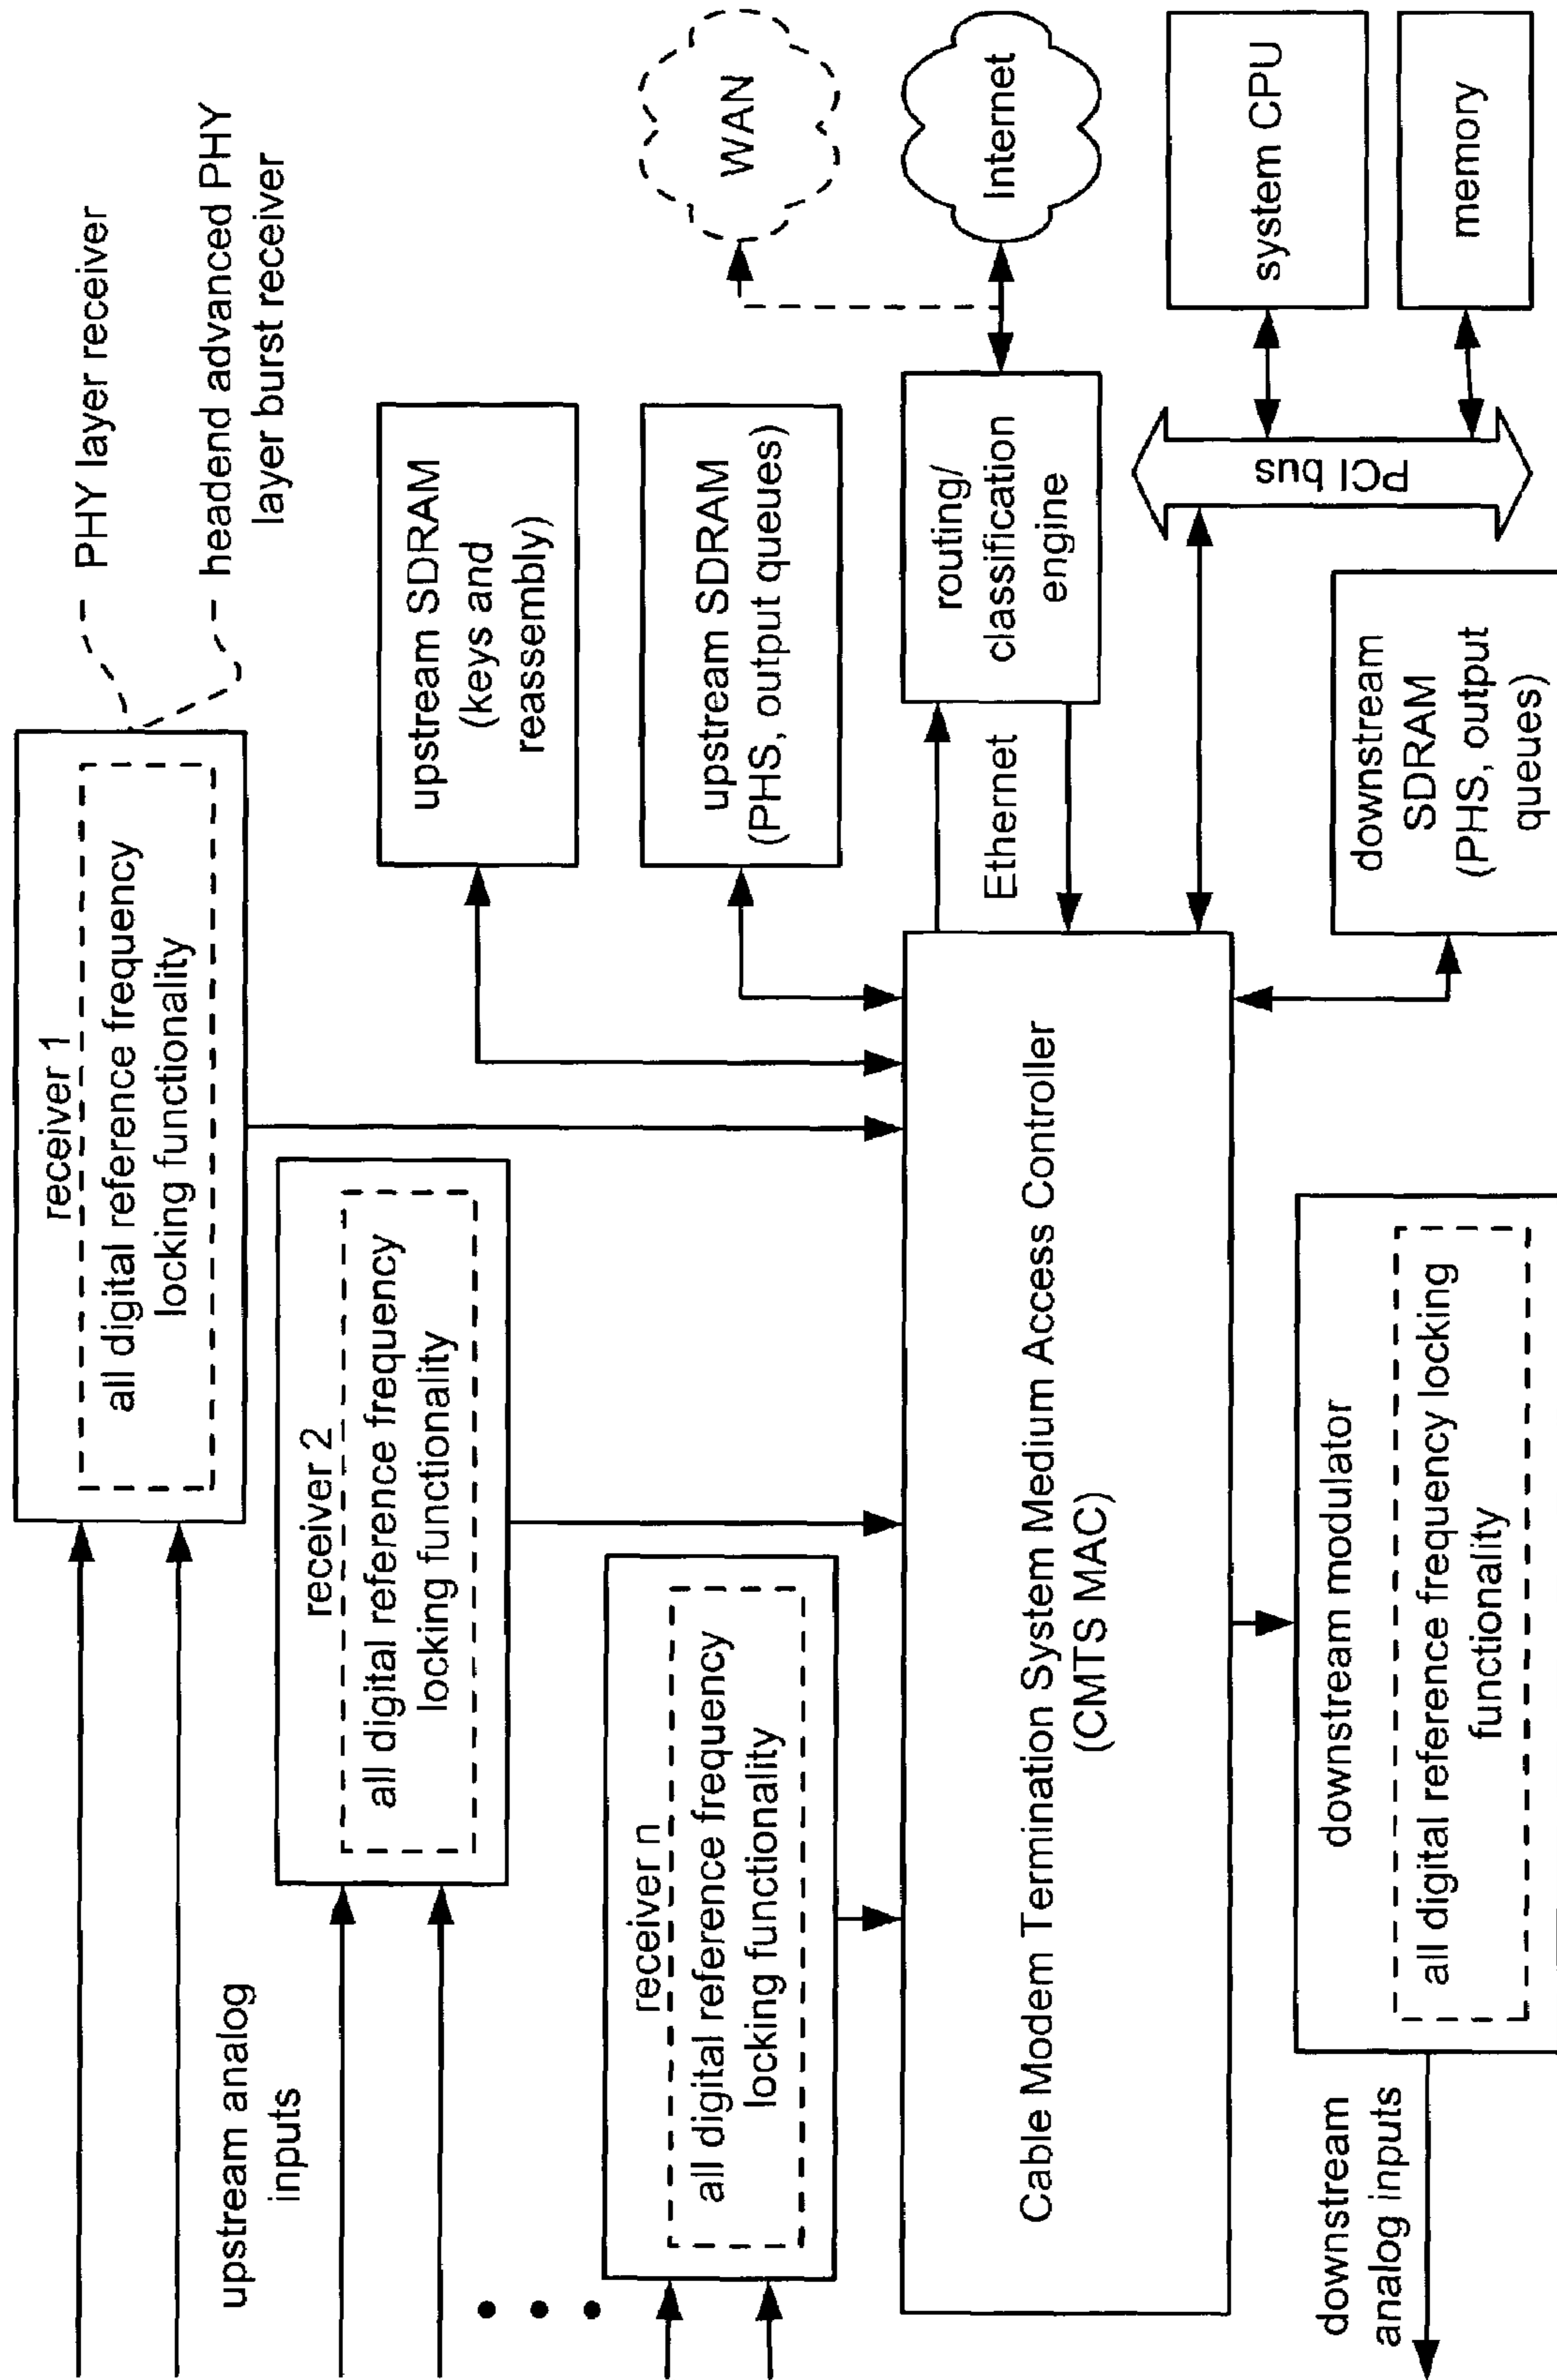 PHY layer receiver
headend advanced PHY
layer burst receiver
receiver 1
all digital reference frequency
locking functionality
receiver 2
all digital reference frequency
locking functionality
upstream analog
inputs
receiver n
all digital reference frequency
locking functionality
upstream SDRAM
(keys and
reassembly)
upstream SDRAM
(PHS, output queues)
WAN
Internet
routing/
classification
engine
Ethernet
Cable Modem Termination System Medium Access Controller
(CMTS MAC)
system CPU
memory
PCI bus
downstream
SDRAM
(PHS, output
queues)
downstream modulator
all digital reference frequency locking
functionality
downstream
analog inputs